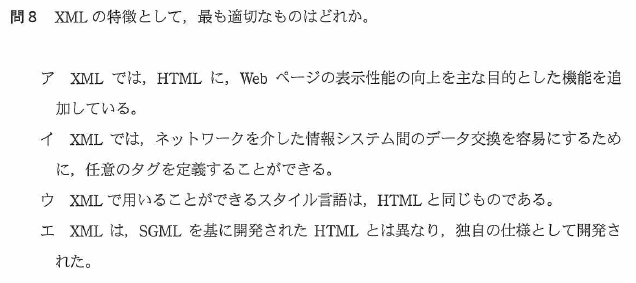 問8 XMLの特徴として，最も適切なものはどれか。
ア XML では，HTML に，Web ページの表示性能の向上を主な目的とした機能を追
加している。
イ XML では，ネットワークを介した情報システム間のデータ交換を容易にするため
に，任意のタグを定義することができる。
ウ XML で用いることができるスタイル言語は，HTML と同じものである。
エ XML は，SGML を基に開発された HTML とは異なり，独自の仕様として開発さ
れた。